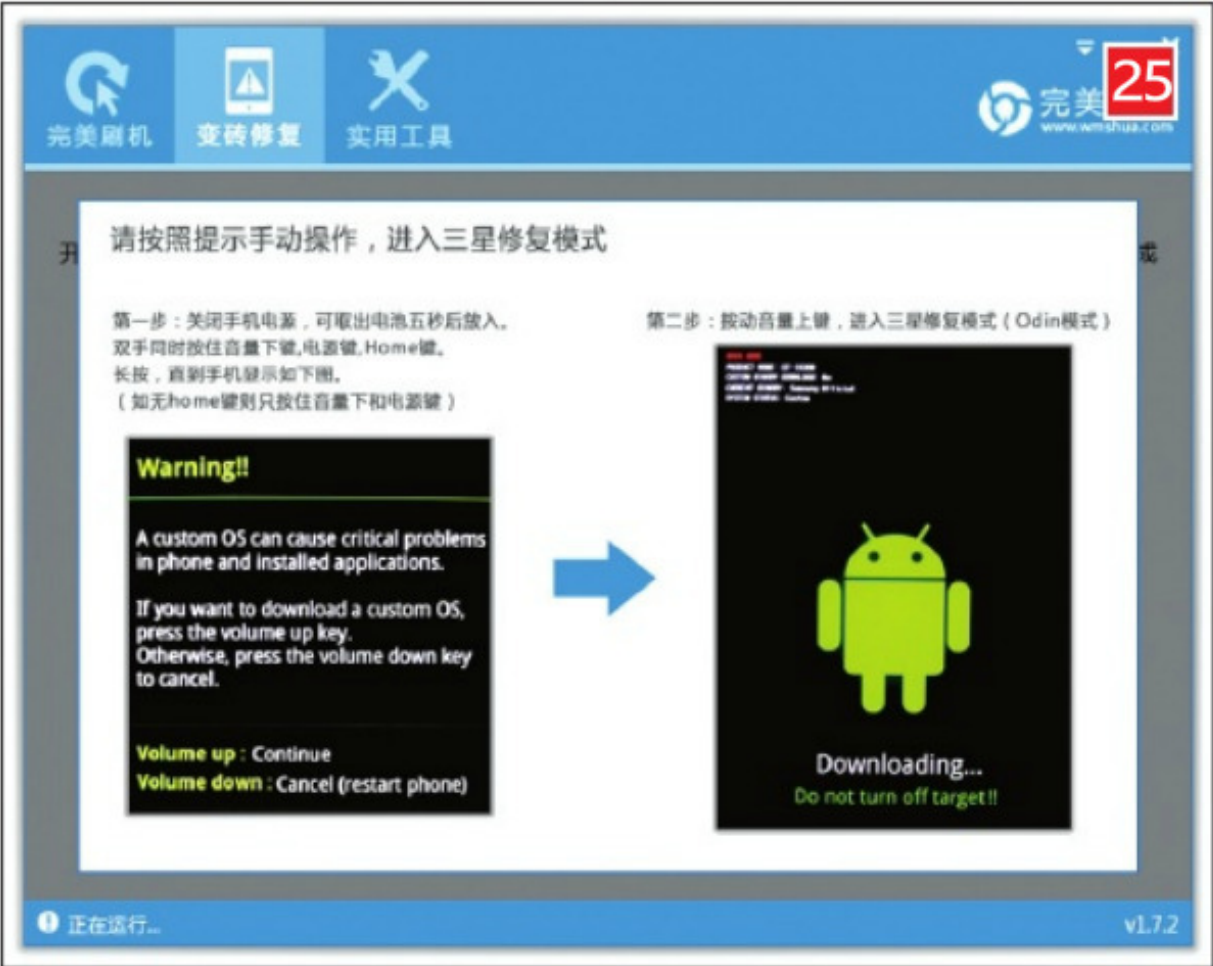 完美刷机
变砖修复
实用工具
完美
www.wmshua.com
25
请按照提示手动操作，进入三星修复模式
开
或
第一步：关闭手机电源，可取出电池五秒后放入。
双手同时按住音量下键,电源键,Home键。
长按，直到手机显示如下图。
（如无home键则只按住音量下和电源键）
Warning!!
A custom OS can cause critical problems
in phone and installed applications.
If you want to download a custom OS,
press the volume up key.
Otherwise, press the volume down key
to cancel.
Volume up : Continue
Volume down : Cancel (restart phone)
第二步：按动音量上键，进入三星修复模式（Odin模式）
Downloading...
Do not turn off target!!
正在运行...
v1.7.2